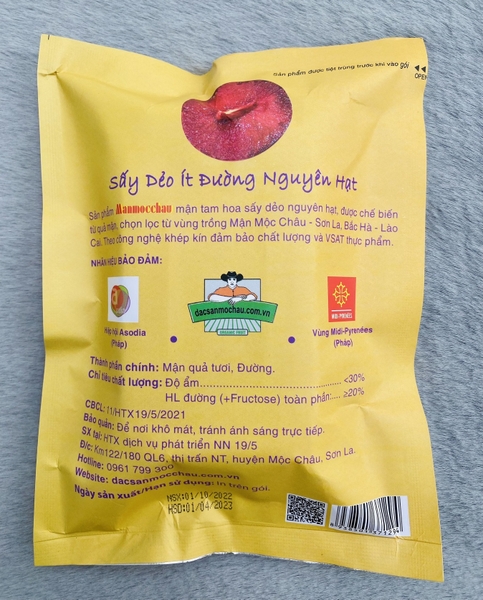 Sản phẩm được tiệt trùng trước khi vào gói
OPEN
Sấy Dẻo Ít Đường Nguyên Hạt
Sản phẩm Manmocchau mận tam hoa sấy dẻo nguyên hạt, được chế biến
từ quả mận, chọn lọc từ vùng trồng Mận Mộc Châu - Sơn La, Bắc Hà - Lào
Cai. Theo công nghệ khép kín đảm bảo chất lượng và VSAT thực phẩm.
NHÃN HIỆU BẢO ĐẢM:
a
MIDI-PYRÉNÉES
dacsanmochau.com.vn
ORGANIC FRUIT
Hiệp hội Asodia
(Pháp)
Vùng Midi-Pyrenées
(Pháp)
Thành phần chính: Mận quả tươi, Đường.
Chỉ tiêu chất lượng: Độ ẩm....................................<30%
HL đường (+Fructose) toàn phần:.... ≥20%
CBCL: 11/HTX19/5/2021
Bảo quản: Để nơi khô mát, tránh ánh sáng trực tiếp.
SX tại: HTX dịch vụ phát triển NN 19/5
Đ/c: Km122/180 QL6, thị trấn NT, huyện Mộc Châu, Sơn La.
Hotline: 0961 799 300
Website: dacsanmocchau.com.vn
Ngày sản xuất/Hạn sử dụng: In trên gói.
NSX:01/10/2022
HSD:01/04/2023